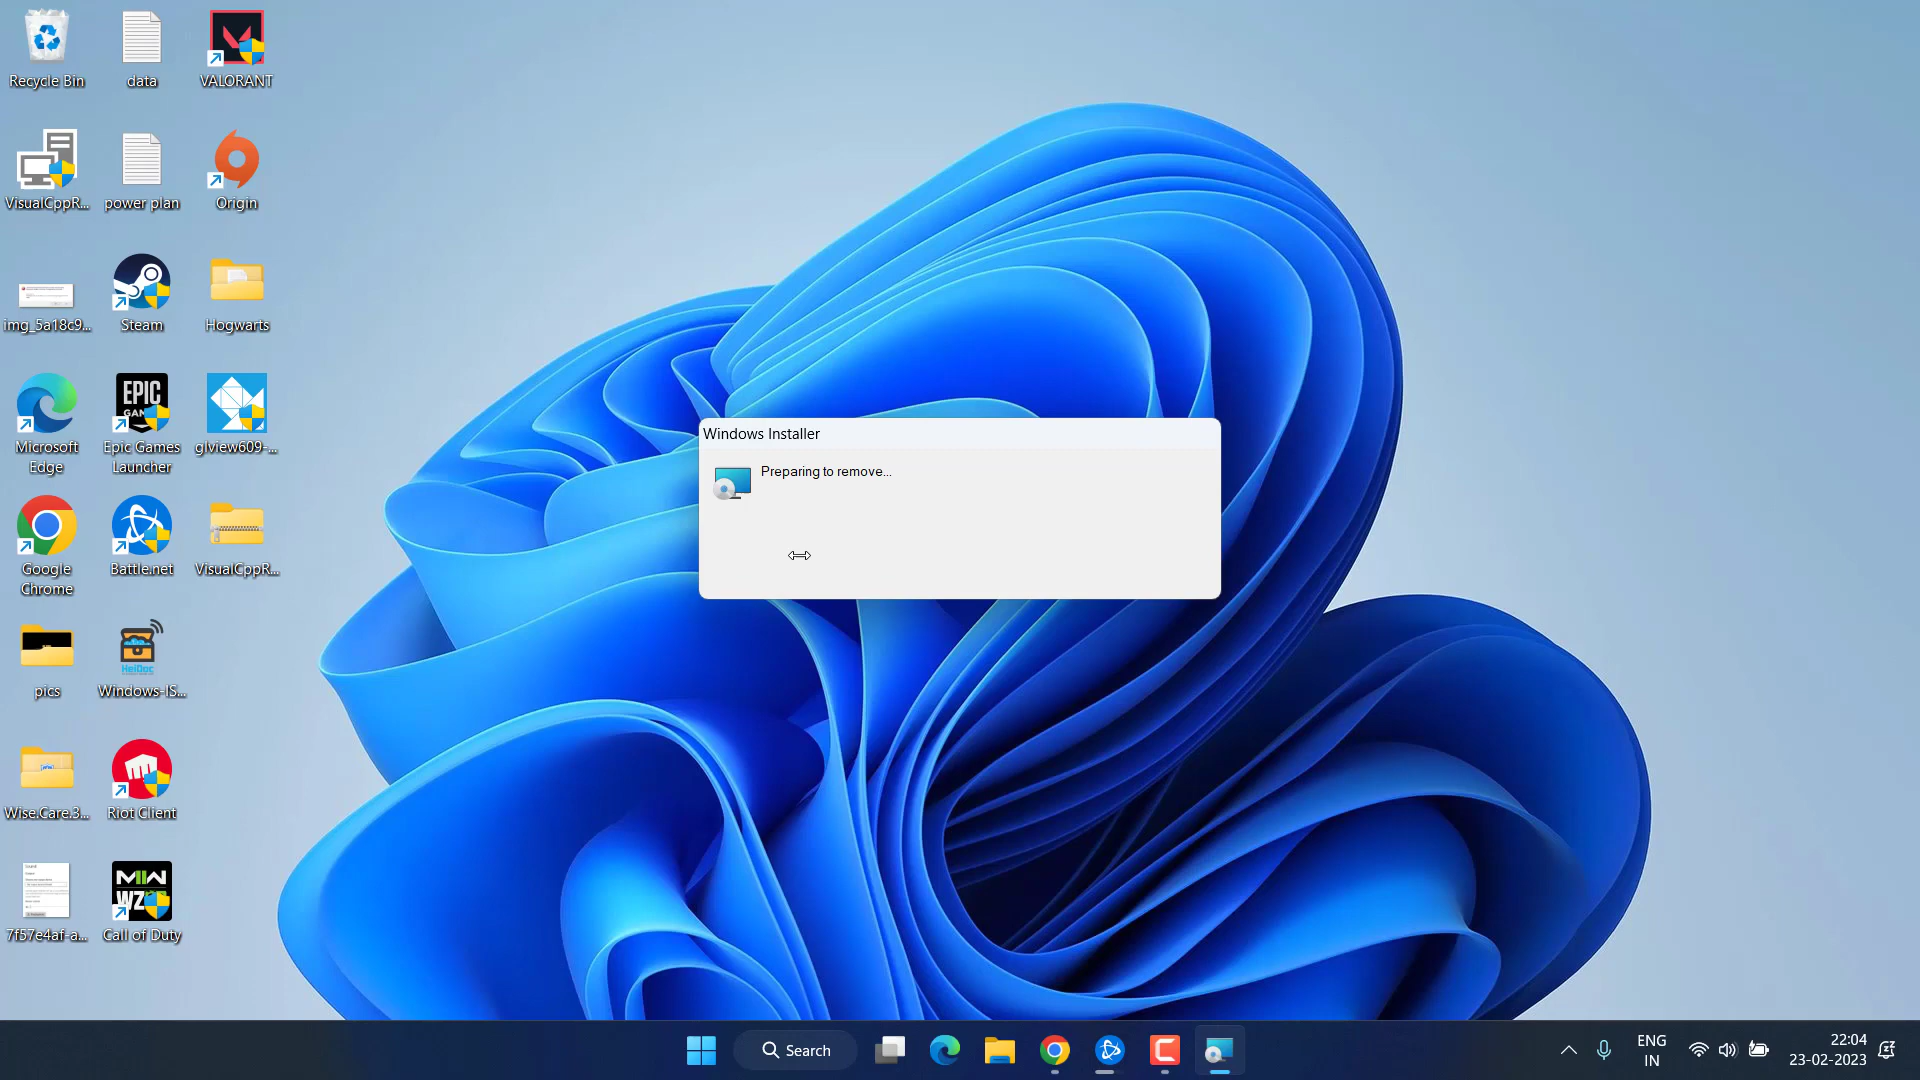 Recycle Bin
data
VALORANT
VisualCppR...
power plan
Origin
img_5a18c9...
Steam
Hogwarts
EPIC
GAM
Microsoft
Edge
Epic Games
Launcher
glview609-...
Google
Chrome
Battle.net
VisualCppR...
HeiDoc
pics
Windows-IS...
Wise.Care.3...
Riot Client
MW
WZ
7f57e4af-a...
Call of Duty
Windows Installer
Preparing to remove...
Search
ENG
IN
22:04
23-02-2023